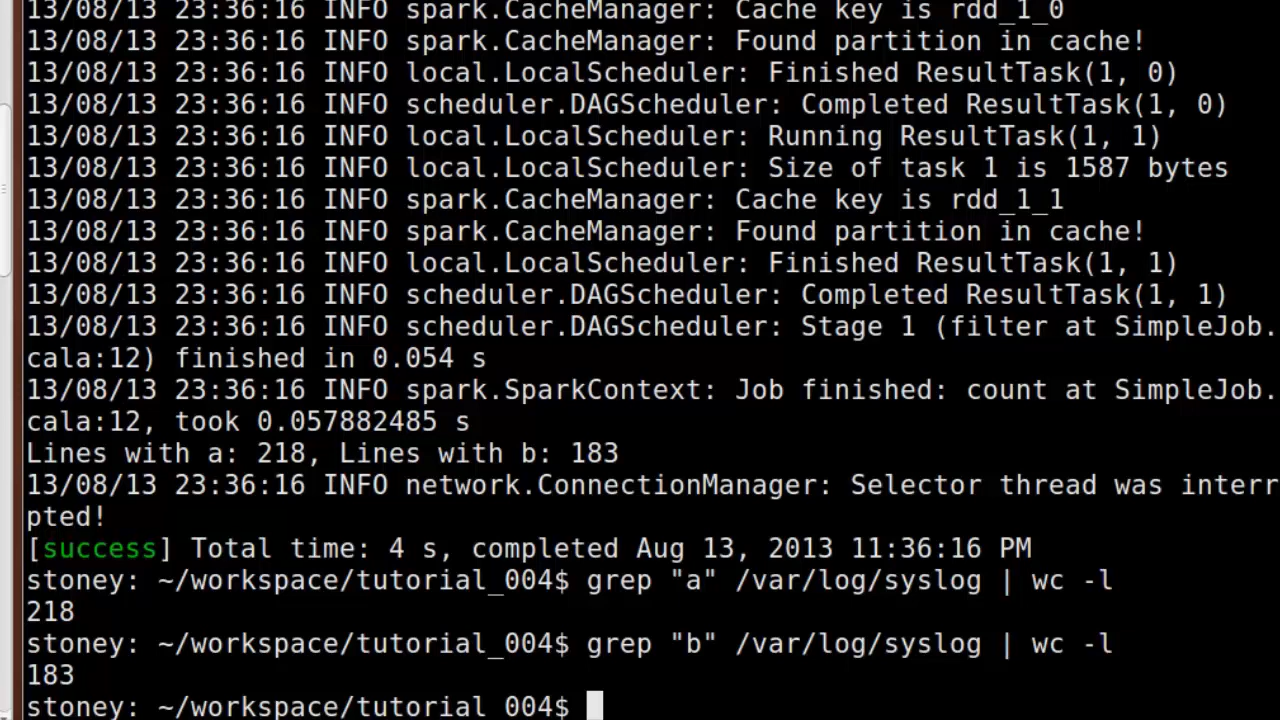 13/08/13 23:36:16 INFO spark.CacheManager: Cache key is rdd_1_0
13/08/13 23:36:16 INFO spark.CacheManager: Found partition in cache!
13/08/13 23:36:16 INFO local.LocalScheduler: Finished ResultTask(1, 0)
13/08/13 23:36:16 INFO scheduler.DAGScheduler: Completed ResultTask(1, 0)
13/08/13 23:36:16 INFO local.LocalScheduler: Running ResultTask(1, 1)
13/08/13 23:36:16 INFO local.LocalScheduler: Size of task 1 is 1587 bytes
13/08/13 23:36:16 INFO spark.CacheManager: Cache key is rdd_1_1
13/08/13 23:36:16 INFO spark.CacheManager: Found partition in cache!
13/08/13 23:36:16 INFO local.LocalScheduler: Finished ResultTask(1, 1)
13/08/13 23:36:16 INFO scheduler.DAGScheduler: Completed ResultTask(1, 1)
13/08/13 23:36:16 INFO scheduler.DAGScheduler: Stage 1 (filter at SimpleJob.
cala:12) finished in 0.054 s
13/08/13 23:36:16 INFO spark.SparkContext: Job finished: count at SimpleJob.
cala:12, took 0.057882485 s
Lines with a: 218, Lines with b: 183
13/08/13 23:36:16 INFO network.ConnectionManager: Selector thread was interr
pted!
[success] Total time: 4 s, completed Aug 13, 2013 11:36:16 PM
stoney: ~/workspace/tutorial_004$ grep "a" /var/log/syslog | wc -l
218
stoney: ~/workspace/tutorial_004$ grep "b" /var/log/syslog | wc -l
183
stoney: ~/workspace/tutorial_004$